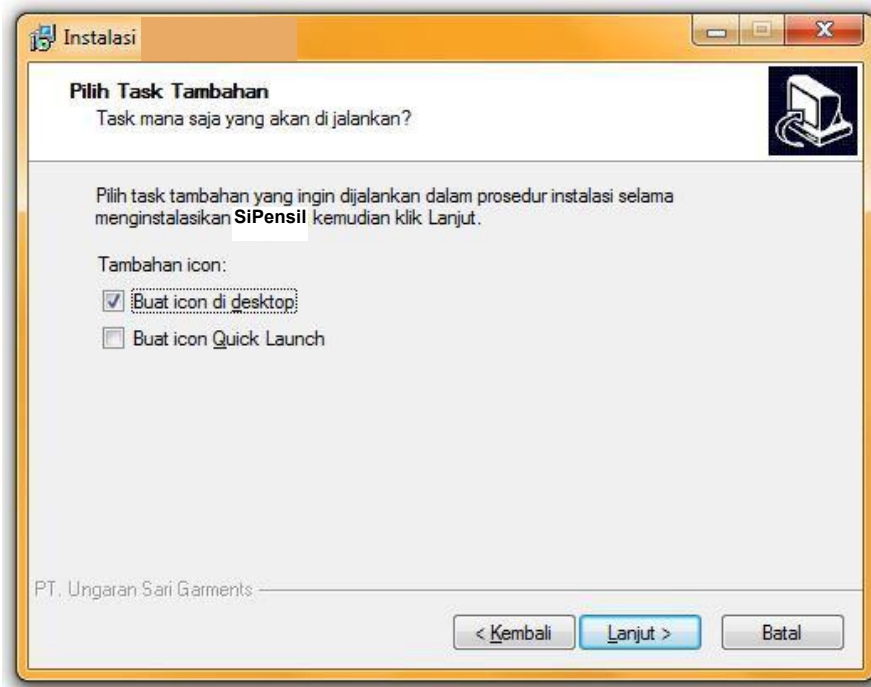 Instalasi
Pilih Task Tambahan
Task mana saja yang akan di jalankan?
Pilih task tambahan yang ingin dijalankan dalam prosedur instalasi selama
menginstalasikan SiPensil kemudian klik Lanjut.
Tambahan icon:
Buat icon di desktop
Buat icon Quick Launch
PT. Ungaran Sari Garments
< Kembali
Lanjut >
Batal